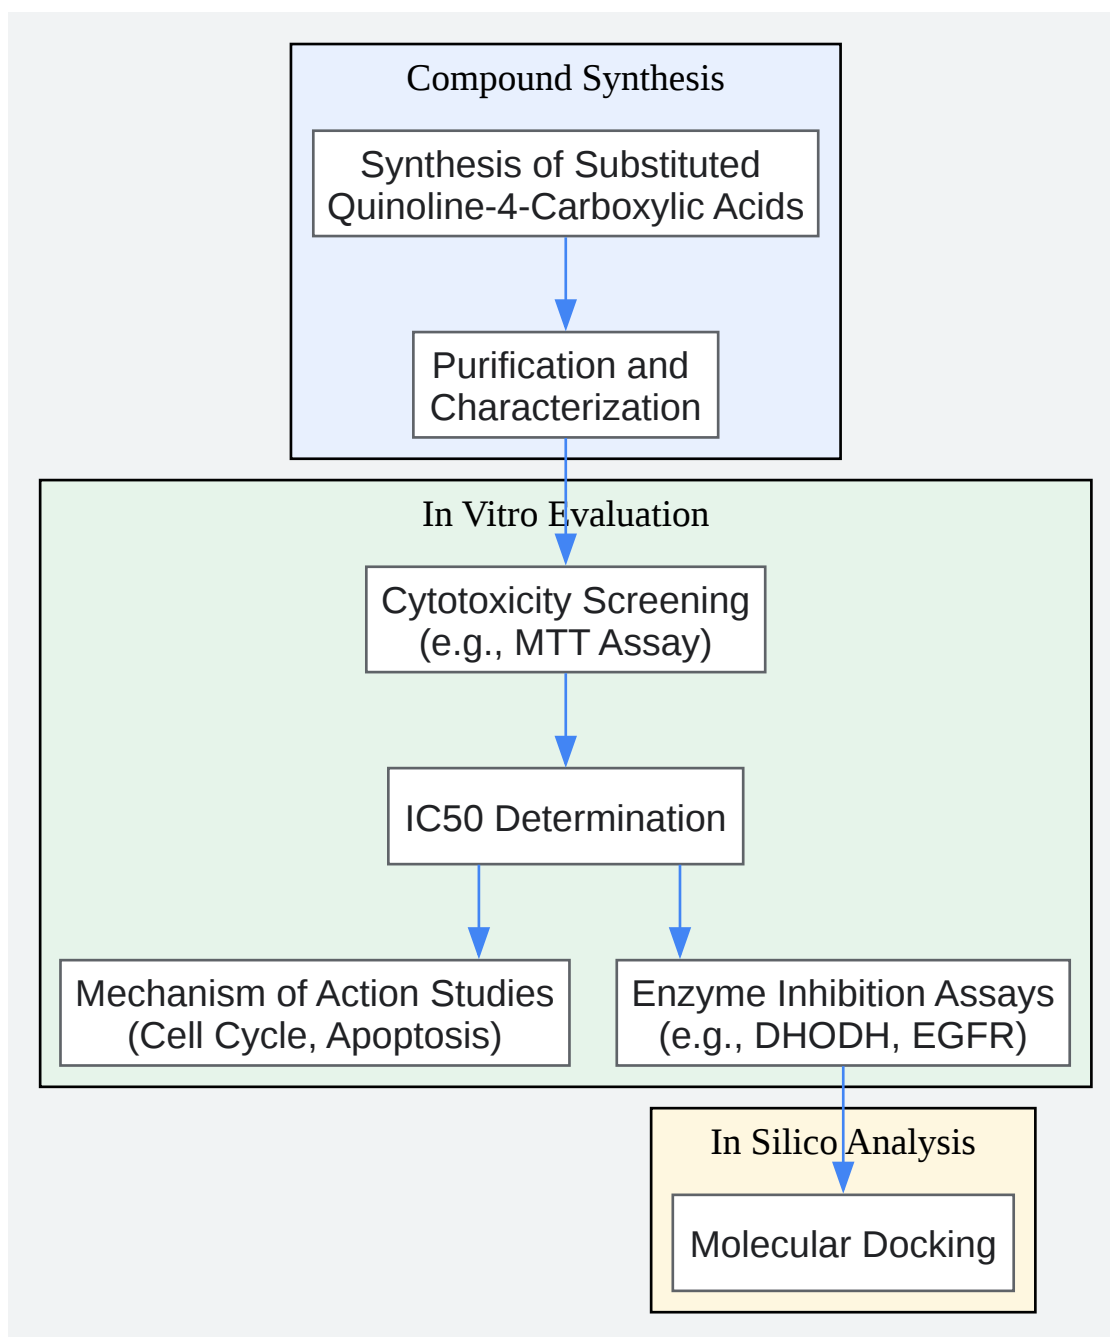 Compound Synthesis
Synthesis of Substituted
Quinoline-4-Carboxylic Acids
Purification and
Characterization
In Vitro Evaluation
Cytotoxicity Screening
(e.g., MTT Assay)
IC50 Determination
Mechanism of Action Studies
(Cell Cycle, Apoptosis)
Enzyme Inhibition Assays
(e.g., DHODH, EGFR)
In Silico Analysis
Molecular Docking